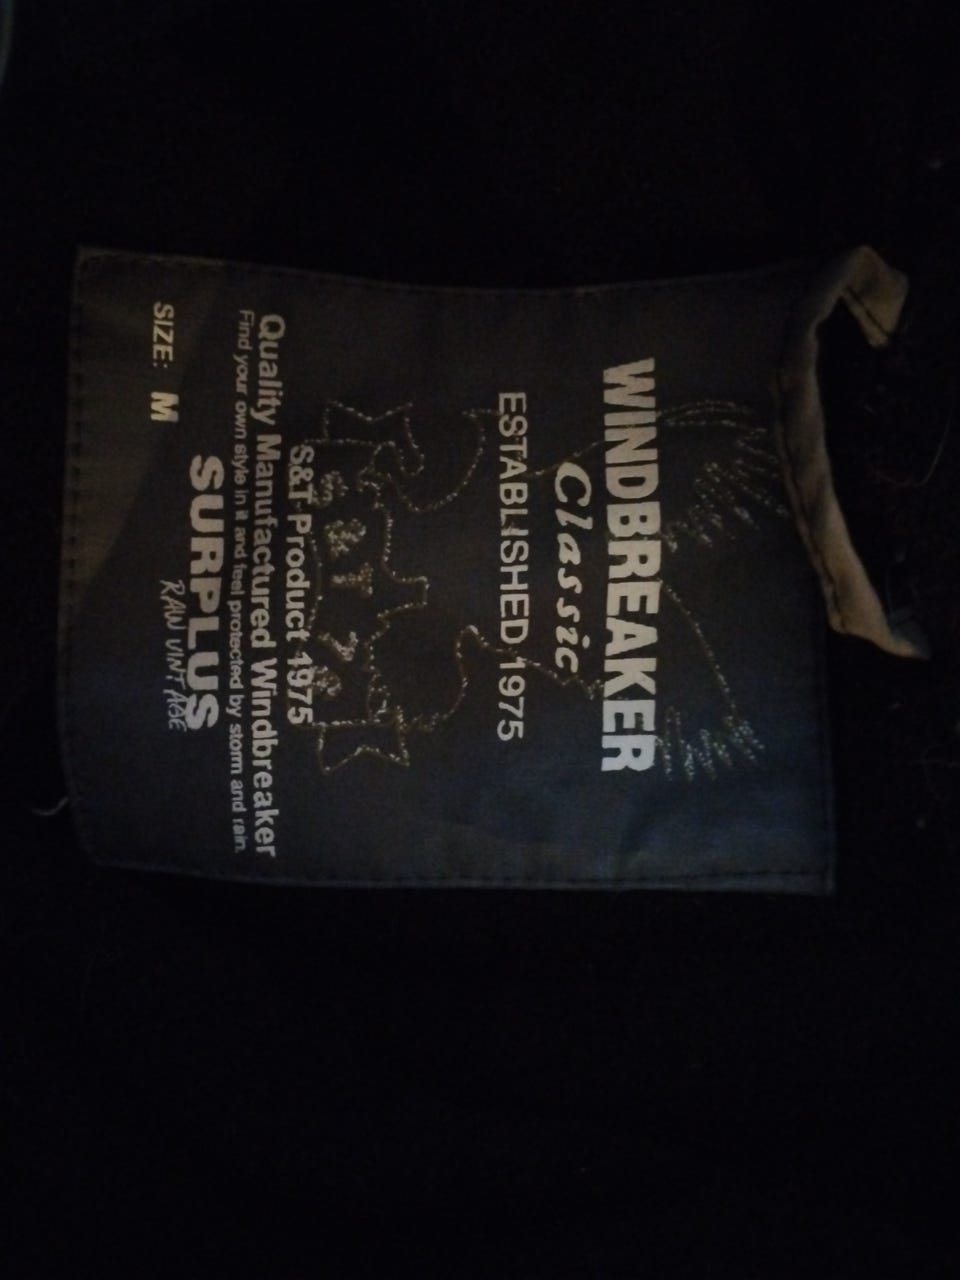 WINDBREAKER
Classic
ESTABLISHED 1975
S&T Product 1975
Quality Manufactured Windbreaker
Find your own style in it and feel protected by storm and rain.
SURPLUS
RAW VINTAGE
SIZE: M